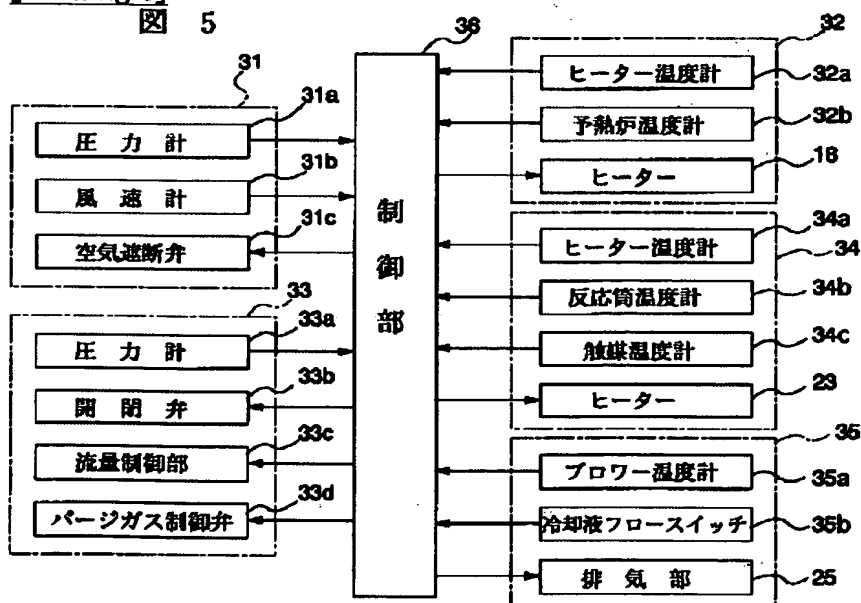 図 5
36
制御部
31
31a
圧力計
31b
風速計
31c
空気遮断弁
33
33a
圧力計
33b
開閉弁
33c
流量制御部
33d
パージガス制御弁
32
ヒーター温度計
32a
予熱炉温度計
32b
ヒーター
18
34
34a
ヒーター温度計
反応筒温度計
34b
触媒温度計
34c
ヒーター
23
35
ブロワー温度計
35a
冷却液フロースイッチ
35b
排気部
25